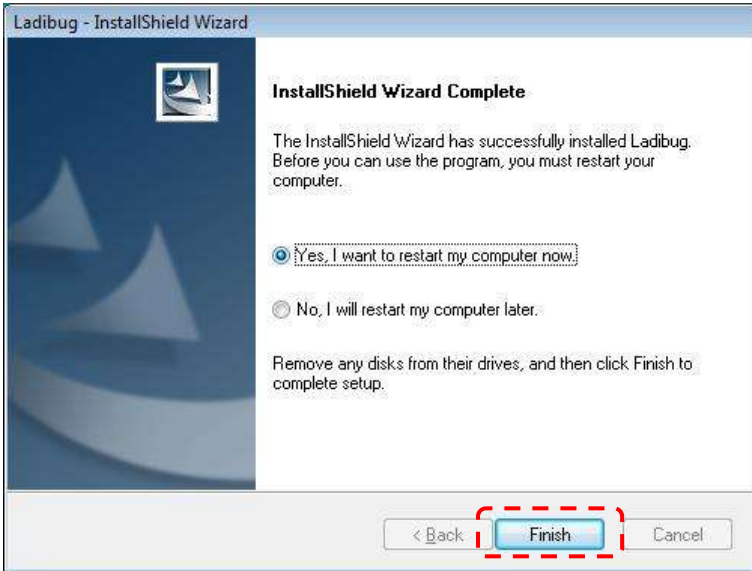 Ladibug - InstallShield Wizard
InstallShield Wizard Complete
The InstallShield Wizard has successfully installed Ladibug.
Before you can use the program, you must restart your
computer.
Yes, I want to restart my computer now.
No, I will restart my computer later.
Remove any disks from their drives, and then click Finish to
complete setup.
< Back Finish Cancel